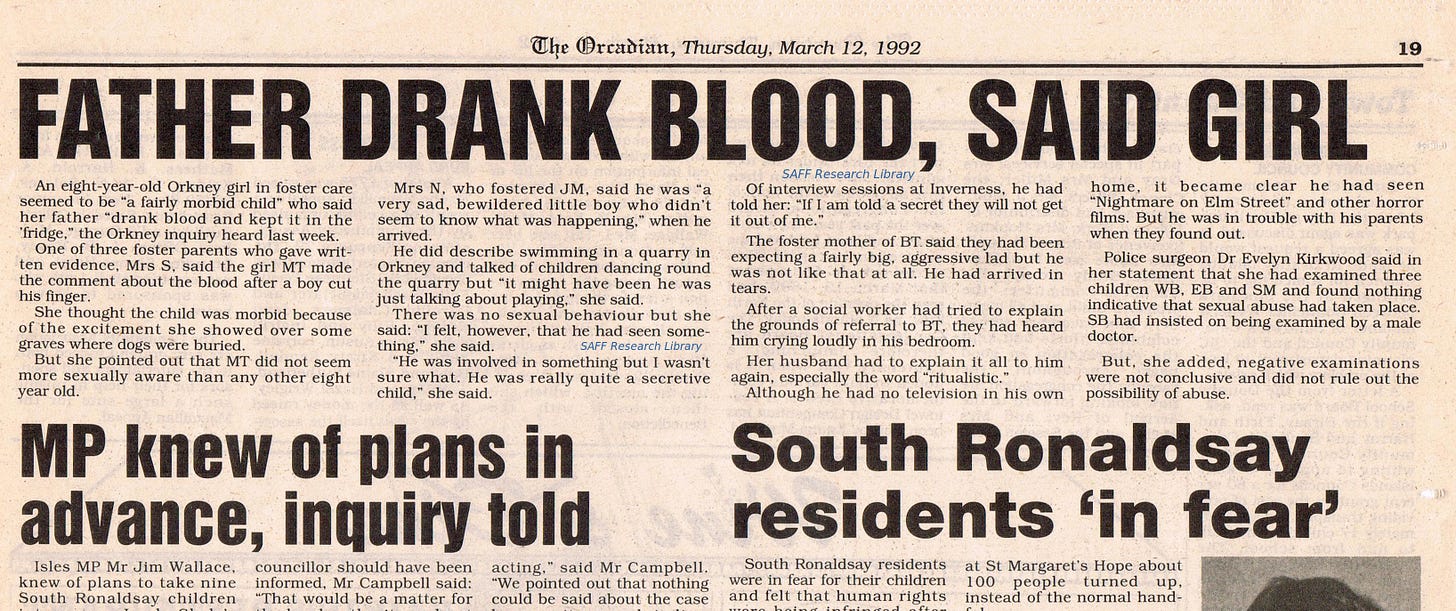 The Orcadian, Thursday, March 12, 1992
19
FATHER DRANK BLOOD, SAID GIRL
An eight-year-old Orkney girl in foster care
seemed to be "a fairly morbid child" who said
her father "drank blood and kept it in the
'fridge," the Orkney inquiry heard last week.
One of three foster parents who gave writ-
ten evidence, Mrs S, said the girl MT made
the comment about the blood after a boy cut
his finger.
She thought the child was morbid because
of the excitement she showed over some
graves where dogs were buried.
But she pointed out that MT did not seem
more sexually aware than any other eight
year old.
Mrs N, who fostered JM, said he was "a
very sad, bewildered little boy who didn't
seem to know what was happening," when he
arrived.
He did describe swimming in a quarry in
Orkney and talked of children dancing round
the quarry but "it might have been he was
just talking about playing," she said.
There was no sexual behaviour but she
said: "I felt, however, that he had seen some-
thing," she said.
SAFF Research Library
"He was involved in something but I wasn't
sure what. He was really quite a secretive
child," she said.
SAFF Research Library
Of interview sessions at Inverness, he had
told her: "If I am told a secret they will not get
it out of me."
The foster mother of BT said they had been
expecting a fairly big, aggressive lad but he
was not like that at all. He had arrived in
tears.
After a social worker had tried to explain
the grounds of referral to BT, they had heard
him crying loudly in his bedroom.
Her husband had to explain it all to him
again, especially the word "ritualistic."
Although he had no television in his own
home, it became clear he had seen
"Nightmare on Elm Street" and other horror
films. But he was in trouble with his parents
when they found out.
Police surgeon Dr Evelyn Kirkwood said in
her statement that she had examined three
children WB, EB and SM and found nothing
indicative that sexual abuse had taken place.
SB had insisted on being examined by a male
doctor.
But, she added, negative examinations
were not conclusive and did not rule out the
possibility of abuse.
MP knew of plans in
advance, inquiry told
Isles MP Mr Jim Wallace,
knew of plans to take nine
South Ronaldsay children
councillor should have been
informed, Mr Campbell said:
"That would be a matter for
acting," said Mr Campbell.
"We pointed out that nothing
could be said about the case
South Ronaldsay
residents 'in fear'
South Ronaldsay residents
were in fear for their children
and felt that human rights
were being infringed after
at St Margaret's Hope about
100 people turned up,
instead of the normal hand-